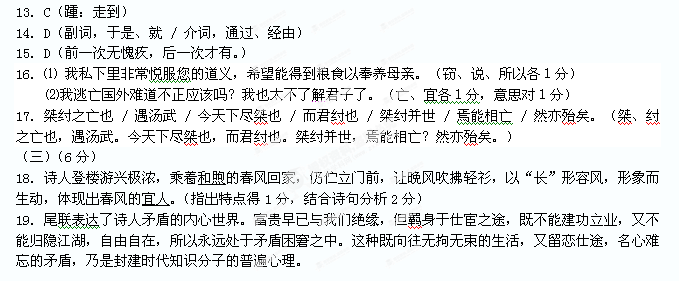 13. C(踵：走到)
14. D(副词，于是、就 / 介词，通过、经由)
15. D(前一次无愧疚，后一次才有。)
16. ⑴ 我私下里非常悦服您的道义，希望能得到粮食以奉养母亲。（窃、说、所以各1分）
⑵我逃亡国外难道不正应该吗？我也太不了解君子了。（亡、宜各1分，意思对1分）
17. 桀纣之亡也 / 遇汤武 / 今天下尽桀也 / 而君纣也 / 桀纣并世 / 焉能相亡 / 然亦殆矣。（桀、纣
之亡也，遇汤武。今天下尽桀也，而君纣也。桀纣并世，焉能相亡？然亦殆矣。）
（三）(6分)
18. 诗人登楼游兴极浓，乘着和煦的春风回家，仍伫立门前，让晚风吹拂轻衫，以“长”形容风，形象而
生动，体现出春风的宜人。（指出特点得1分，结合诗句分析2分）
19. 尾联表达了诗人矛盾的内心世界。富贵早已与我们绝缘，但羁身于仕宦之途，既不能建功立业，又不
能归隐江湖，自由自在，所以永远处于矛盾困窘之中。这种既向往无拘无束的生活，又留恋仕途，名心难
忘的矛盾，乃是封建时代知识分子的普遍心理。